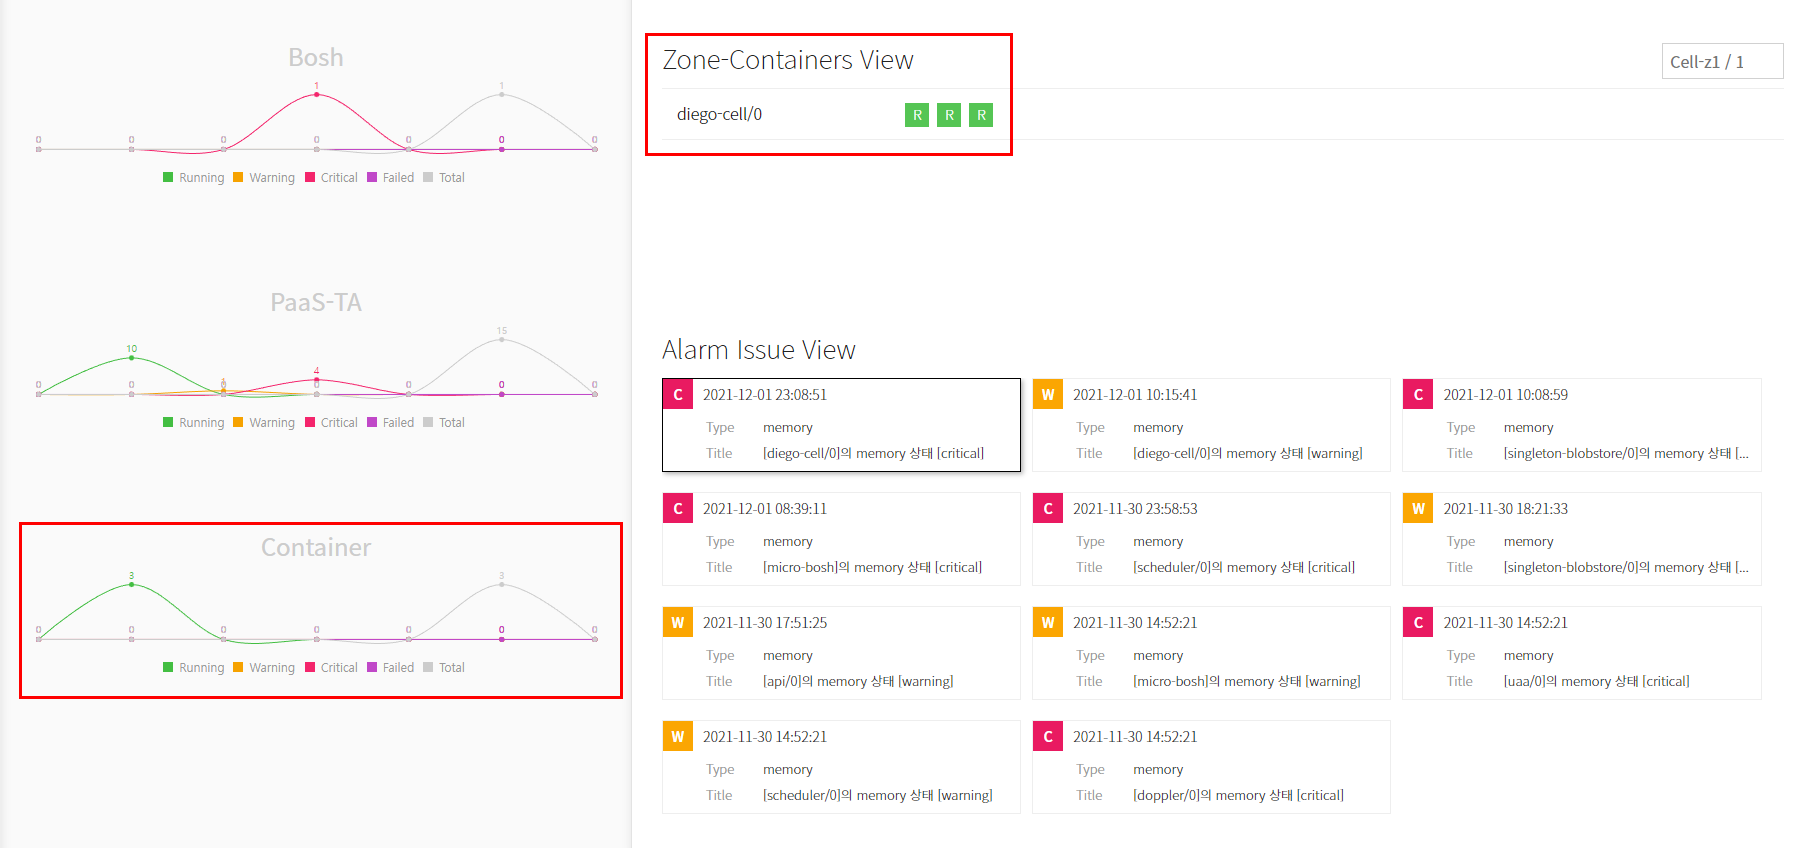 Bosh
1
1
0 0 0 0 0 0 0
Running Warning Critical Failed Total
PaaS-TA
15
10
4
0 0 0 0 0 0
Running Warning Critical Failed Total
Container
3
3
0 0 0 0 0 0 0
Running Warning Critical Failed Total
Zone-Containers View
Cell-z1 / 1
diego-cell/0 R R R
Alarm Issue View
C 2021-12-01 23:08:51
Type memory
Title [diego-cell/0]의 memory 상태 [critical]
W 2021-12-01 10:15:41
Type memory
Title [diego-cell/0]의 memory 상태 [warning]
C 2021-12-01 10:08:59
Type memory
Title [singleton-blobstore/0]의 memory 상태 [...
C 2021-12-01 08:39:11
Type memory
Title [micro-bosh]의 memory 상태 [critical]
C 2021-11-30 23:58:53
Type memory
Title [scheduler/0]의 memory 상태 [critical]
W 2021-11-30 18:21:33
Type memory
Title [singleton-blobstore/0]의 memory 상태 [...
W 2021-11-30 17:51:25
Type memory
Title [api/0]의 memory 상태 [warning]
W 2021-11-30 14:52:21
Type memory
Title [micro-bosh]의 memory 상태 [warning]
C 2021-11-30 14:52:21
Type memory
Title [uaa/0]의 memory 상태 [critical]
W 2021-11-30 14:52:21
Type memory
Title [scheduler/0]의 memory 상태 [warning]
C 2021-11-30 14:52:21
Type memory
Title [doppler/0]의 memory 상태 [critical]